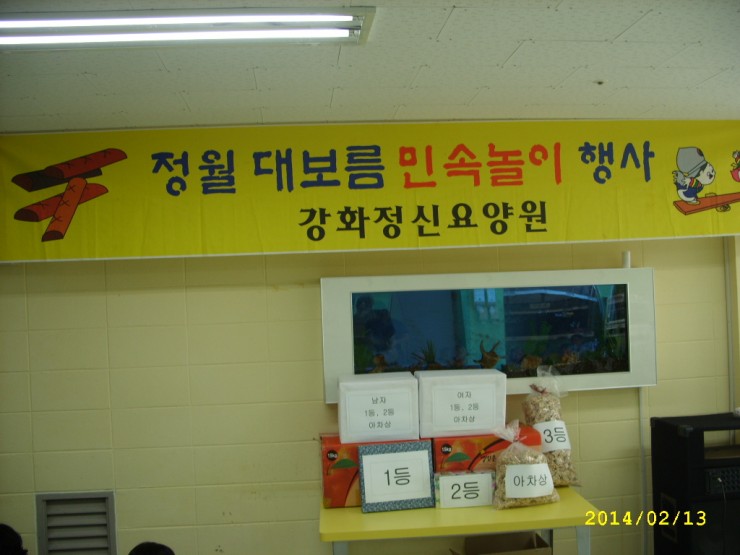 정월 대보름 민속놀이 행사
강화정신요양원
남자
1등, 2등
아차상
여자
1등, 2등
아차상
3등
1등
2등
아차상
2014/02/13